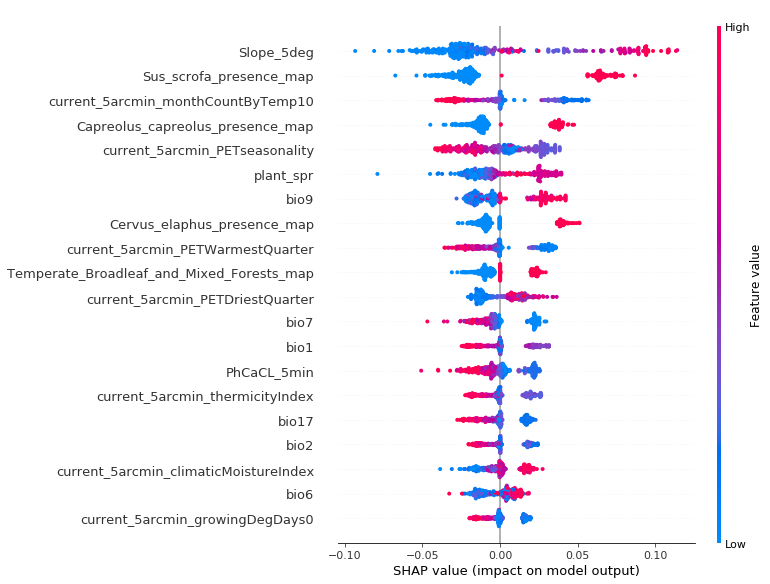 High
Slope_5deg
Sus_scrofa_presence_map
current_5arcmin_monthCountByTemp10
Capreolus_capreolus_presence_map
current_5arcmin_PETseasonality
plant_spr
bio9
Cervus_elaphus_presence_map
current_5arcmin_PETWarmestQuarter
Temperate_Broadleaf_and_Mixed_Forests_map
current_5arcmin_PETDriestQuarter
bio7
bio1
PhCaCL_5min
current_5arcmin_thermicityIndex
bio17
bio2
current_5arcmin_climaticMoistureIndex
bio6
current_5arcmin_growingDegDays0
Feature value
Low
−0.10 −0.05 0.00 0.05 0.10
SHAP value (impact on model output)